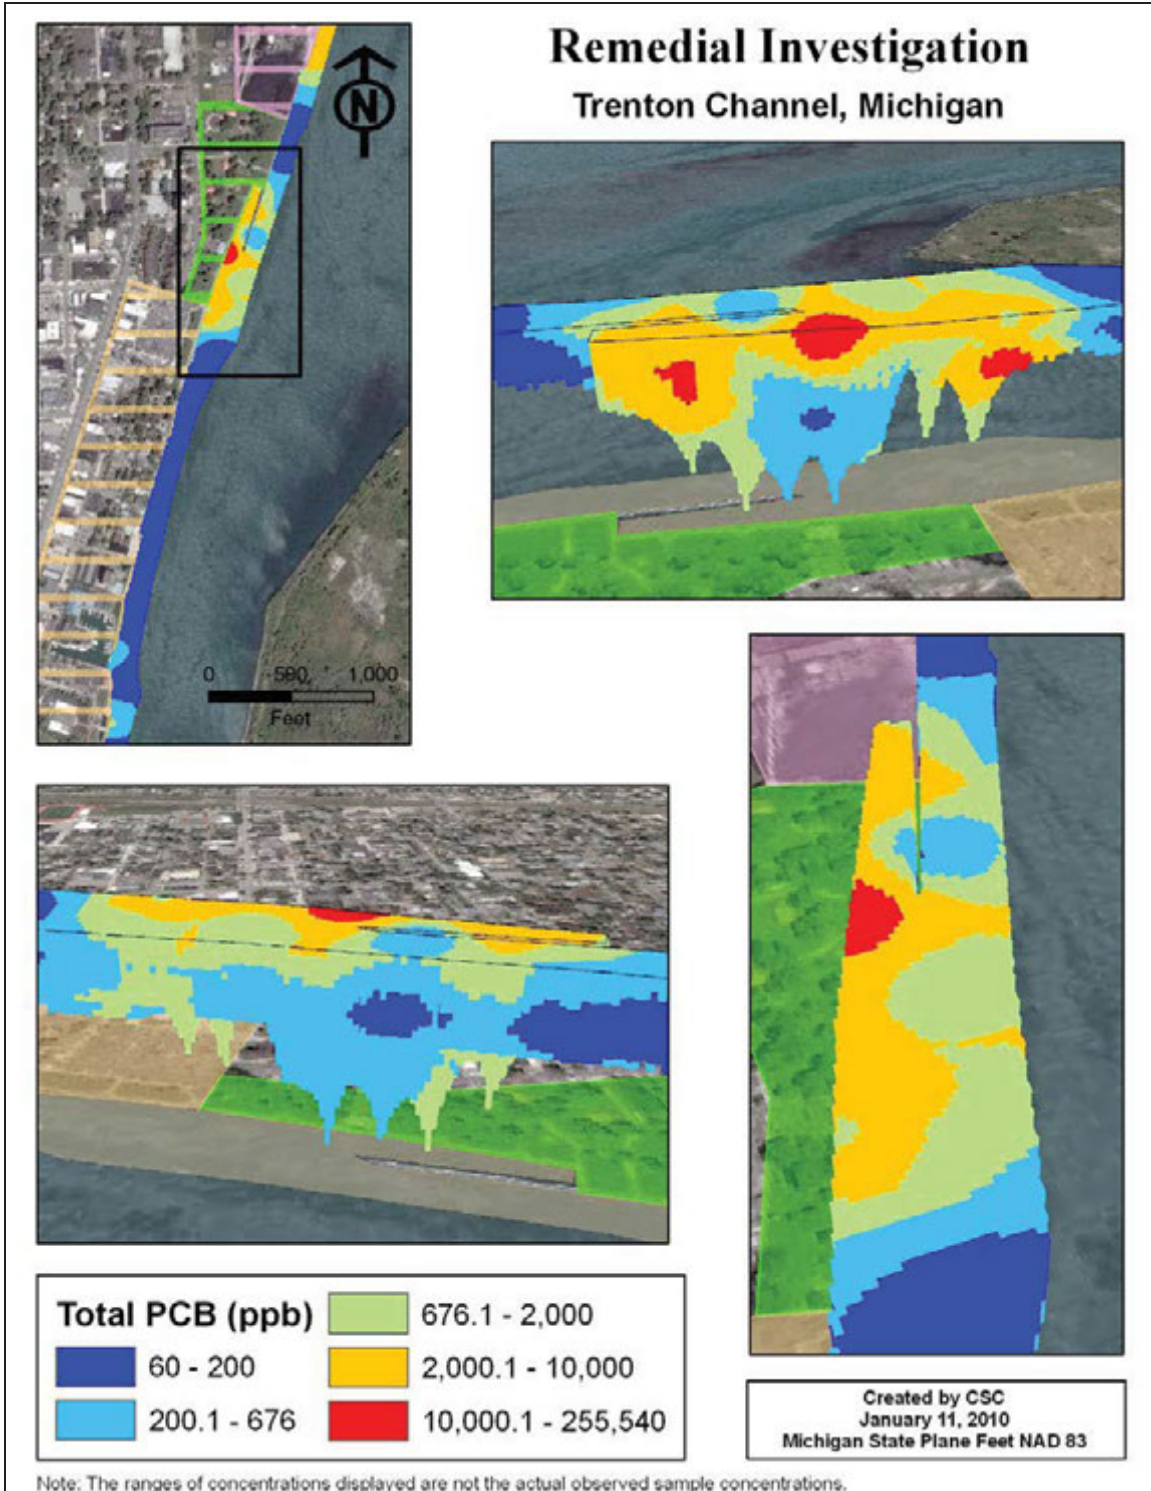 Remedial Investigation
Trenton Channel, Michigan
N
0 500 1,000
Feet
Total PCB (ppb)
60 - 200
200.1 - 676
676.1 - 2,000
2,000.1 - 10,000
10,000.1 - 255,540
Created by CSC
January 11, 2010
Michigan State Plane Feet NAD 83
Note: The ranges of concentrations displayed are not the actual observed sample concentrations.